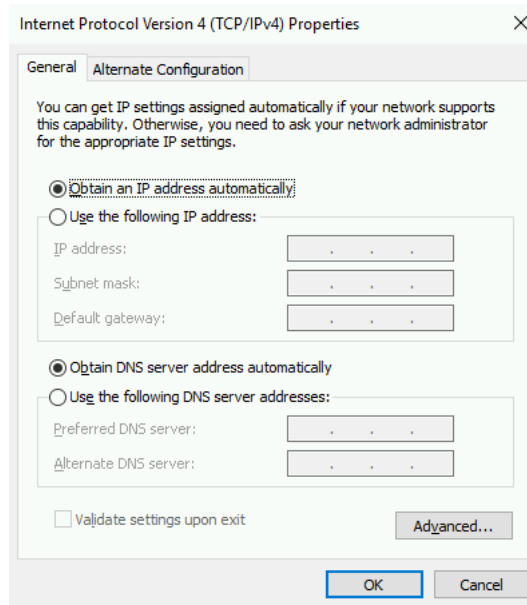 Internet Protocol Version 4 (TCP/IPv4) Properties
General
Alternate Configuration
You can get IP settings assigned automatically if your network supports
this capability. Otherwise, you need to ask your network administrator
for the appropriate IP settings.
Obtain an IP address automatically
Use the following IP address:
IP address:
Subnet mask:
Default gateway:
Obtain DNS server address automatically
Use the following DNS server addresses:
Preferred DNS server:
Alternate DNS server:
Validate settings upon exit
Advanced...
OK
Cancel